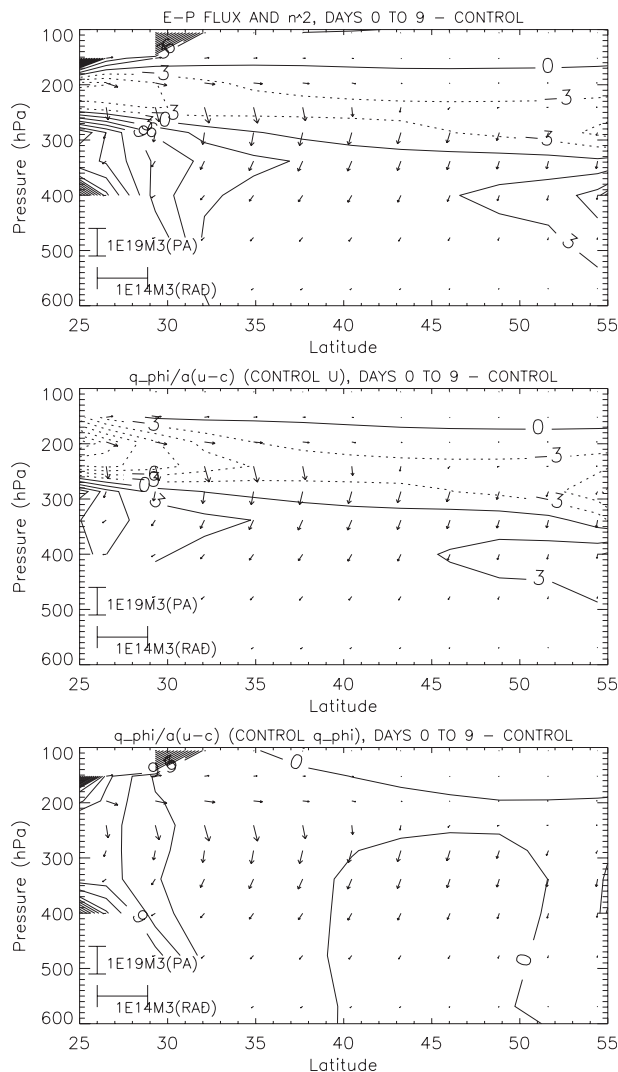 E-P FLUX AND n^2, DAYS 0 TO 9 - CONTROL
100
200
300
400
500
600
Pressure (hPa)
0
-3
-3
-3
-3
0
3
1E19M3(PA)
1E14M3(RAD)
25 30 35 40 45 50 55
Latitude
q_phi/a(u-c) (CONTROL U), DAYS 0 TO 9 - CONTROL
100
200
300
400
500
600
Pressure (hPa)
-3
0
-3
-3
0
3
3
1E19M3(PA)
1E14M3(RAD)
25 30 35 40 45 50 55
Latitude
q_phi/a(u-c) (CONTROL q_phi), DAYS 0 TO 9 - CONTROL
100
200
300
400
500
600
Pressure (hPa)
0
9
0
1E19M3(PA)
1E14M3(RAD)
25 30 35 40 45 50 55
Latitude